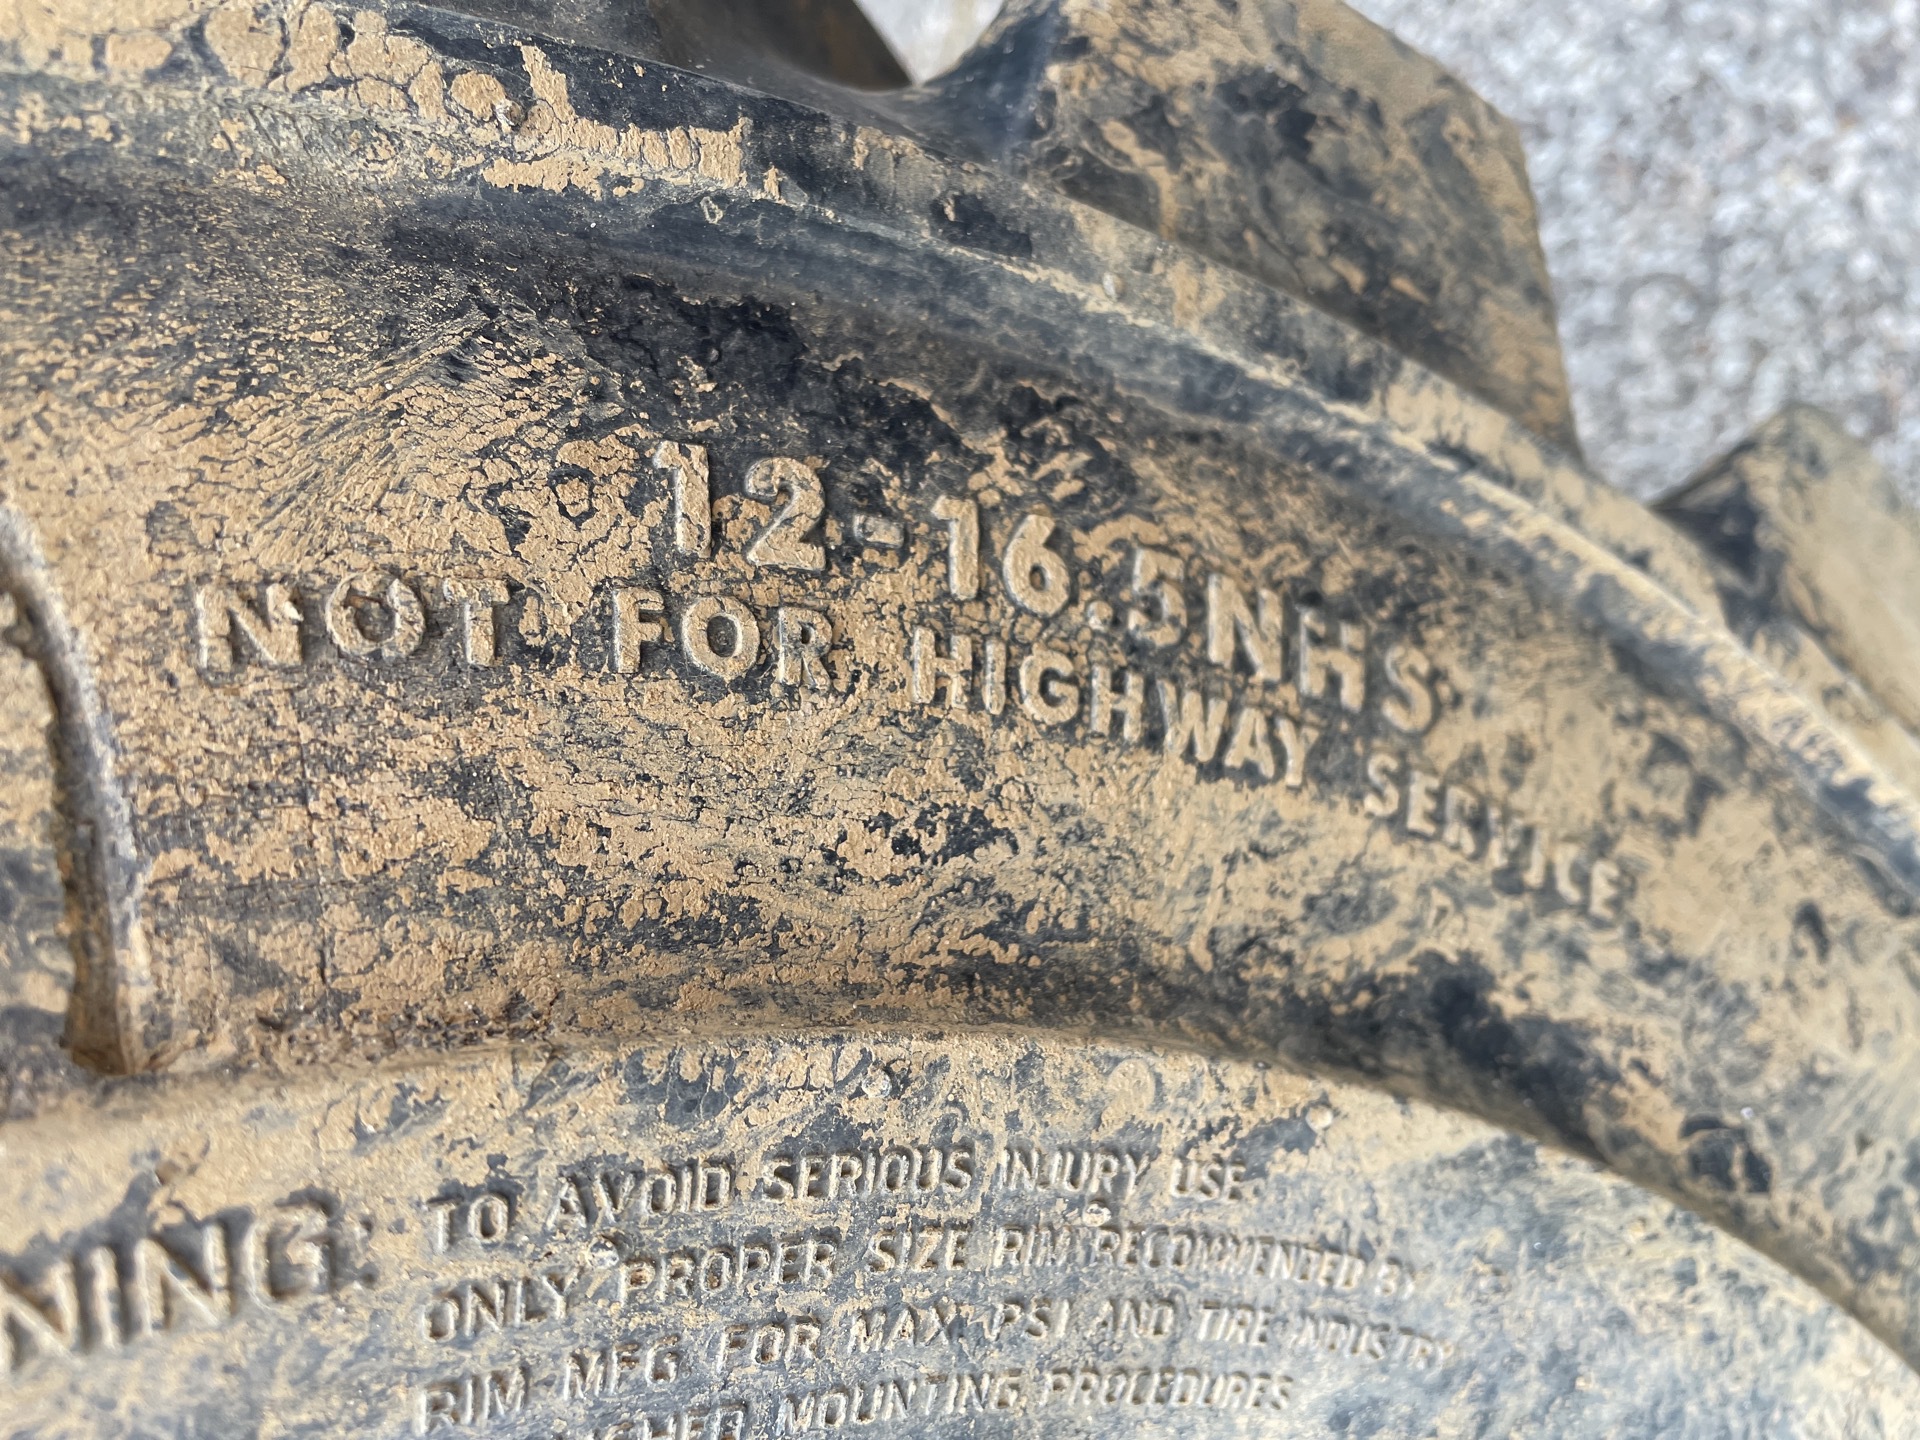 12-16.5NHS
NOT FOR HIGHWAY SERVICE
NING: TO AVOID SERIOUS INJURY USE
ONLY PROPER SIZE RIM RECOMMENDED BY
RIM MFG. FOR MAX. PSI AND TIRE INDUSTRY
MOUNTING PROCEDURES